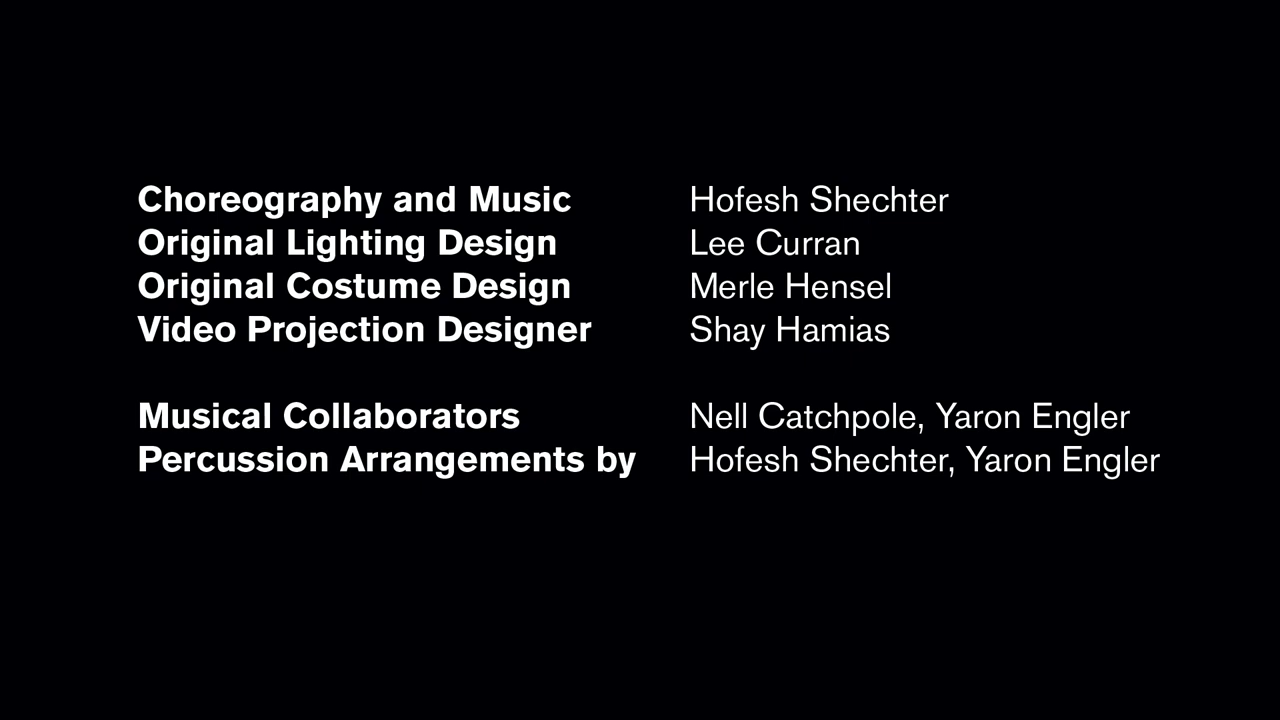 Choreography and Music Hofesh Shechter
Original Lighting Design Lee Curran
Original Costume Design Merle Hensel
Video Projection Designer Shay Hamias
Musical Collaborators Nell Catchpole, Yaron Engler
Percussion Arrangements by Hofesh Shechter, Yaron Engler